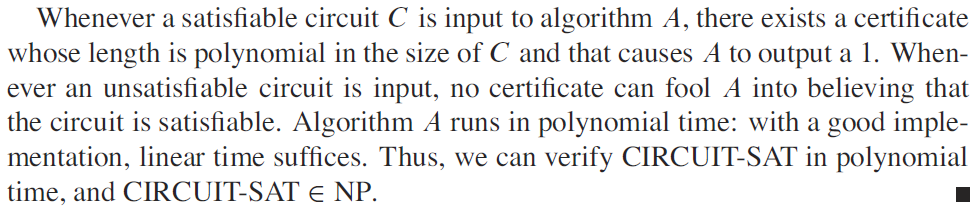 Whenever a satisfiable circuit C is input to algorithm A, there exists a certificate
whose length is polynomial in the size of C and that causes A to output a 1. When-
ever an unsatisfiable circuit is input, no certificate can fool A into believing that
the circuit is satisfiable. Algorithm A runs in polynomial time: with a good imple-
mentation, linear time suffices. Thus, we can verify CIRCUIT-SAT in polynomial
time, and CIRCUIT-SAT ∈ NP. ■